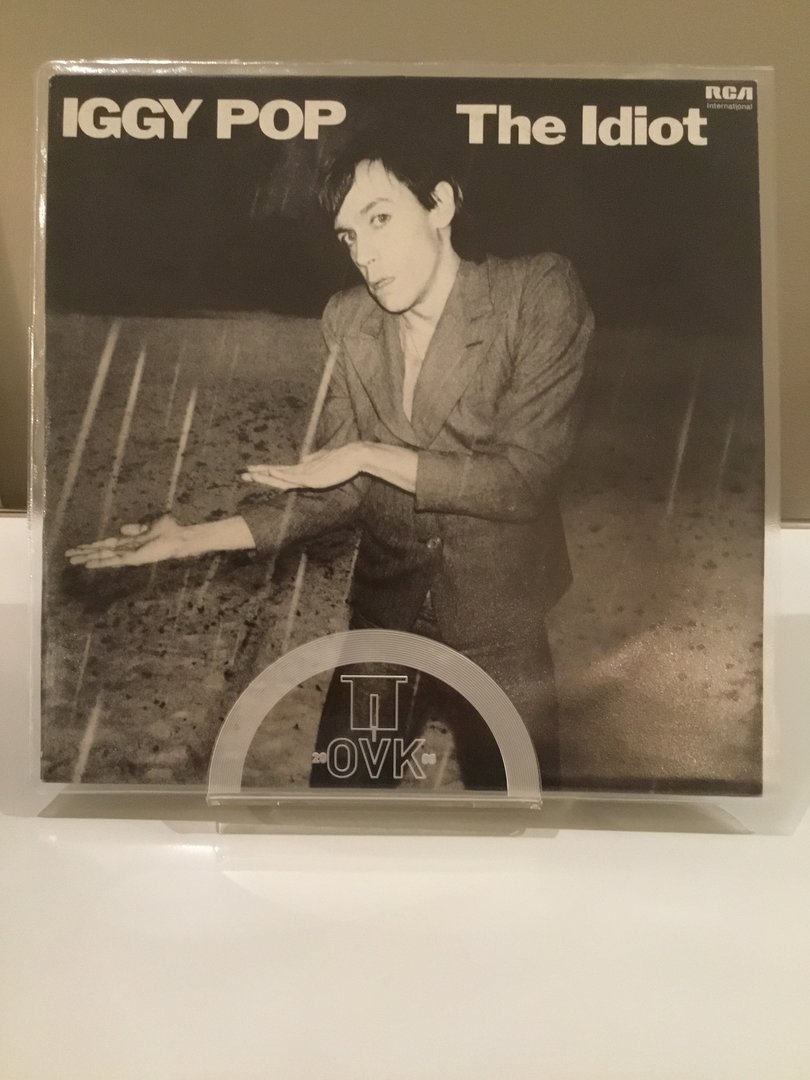 IGGY POP
The Idiot
RCA
International
OVK